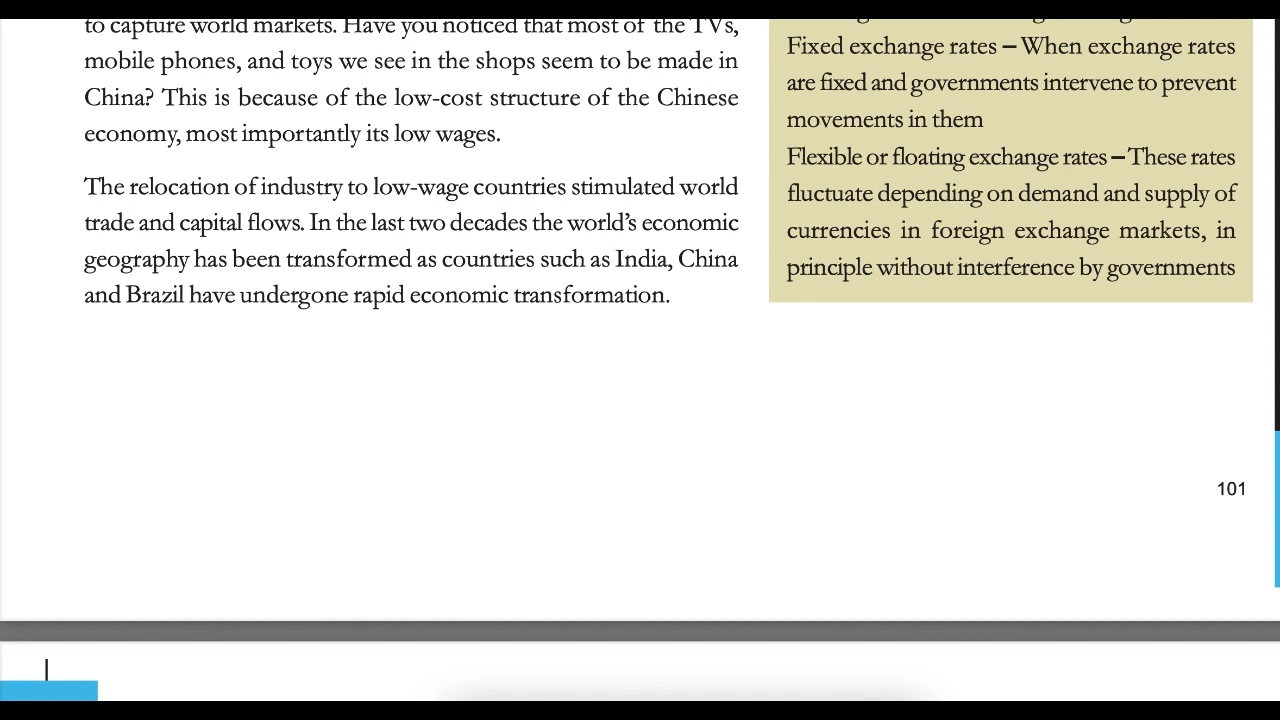 to capture world markets. Have you noticed that most of the TVs,
mobile phones, and toys we see in the shops seem to be made in
China? This is because of the low-cost structure of the Chinese
economy, most importantly its low wages.
The relocation of industry to low-wage countries stimulated world
trade and capital flows. In the last two decades the world’s economic
geography has been transformed as countries such as India, China
and Brazil have undergone rapid economic transformation.
Fixed exchange rates – When exchange rates
are fixed and governments intervene to prevent
movements in them
Flexible or floating exchange rates – These rates
fluctuate depending on demand and supply of
currencies in foreign exchange markets, in
principle without interference by governments
101